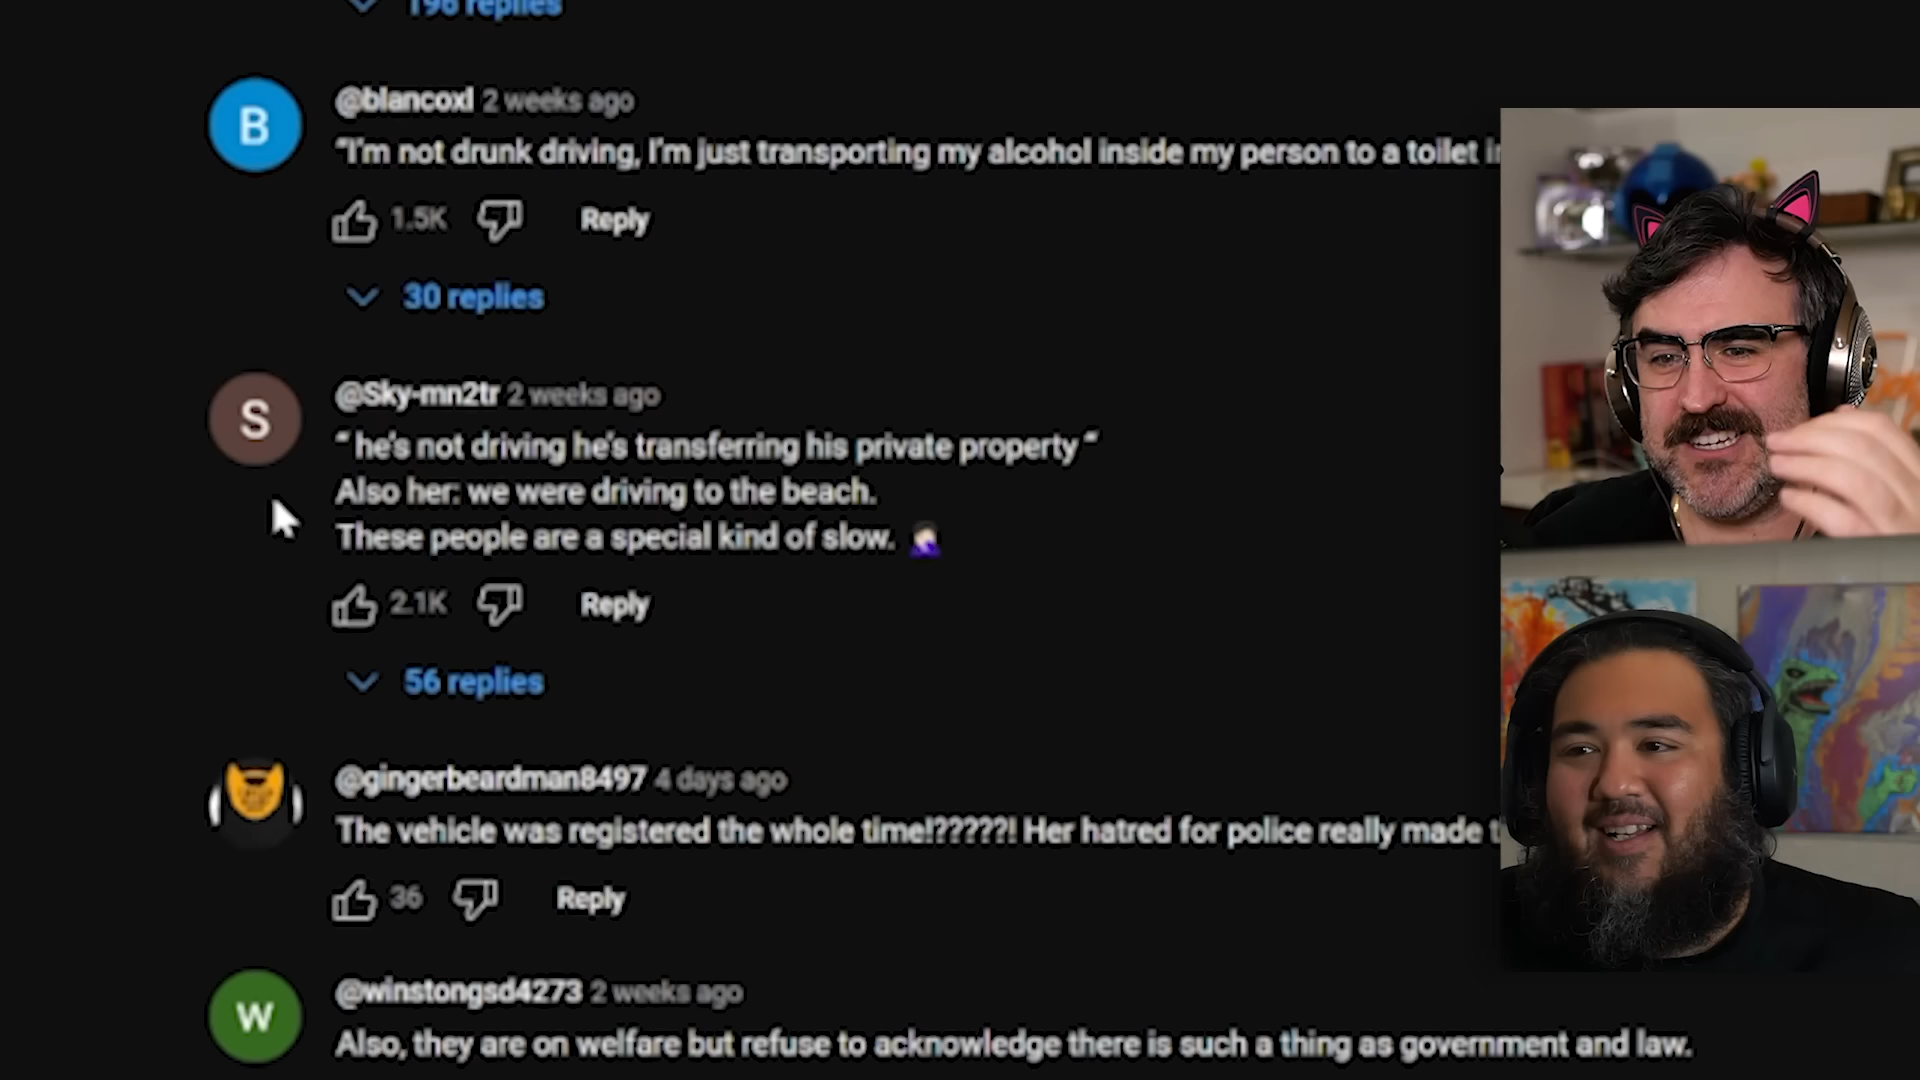 196 replies
B
@blancoxl 2 weeks ago
"I'm not drunk driving, I'm just transporting my alcohol inside my person to a toilet
1.5K Reply
30 replies
S
@Sky-mn2tr 2 weeks ago
" he's not driving he's transferring his private property "
Also her: we were driving to the beach.
These people are a special kind of slow.
2.1K Reply
56 replies
@gingerbeardman8497 4 days ago
The vehicle was registered the whole time!?????! Her hatred for police really made
36 Reply
W
@winstongsd4273 2 weeks ago
Also, they are on welfare but refuse to acknowledge there is such a thing as government and law.